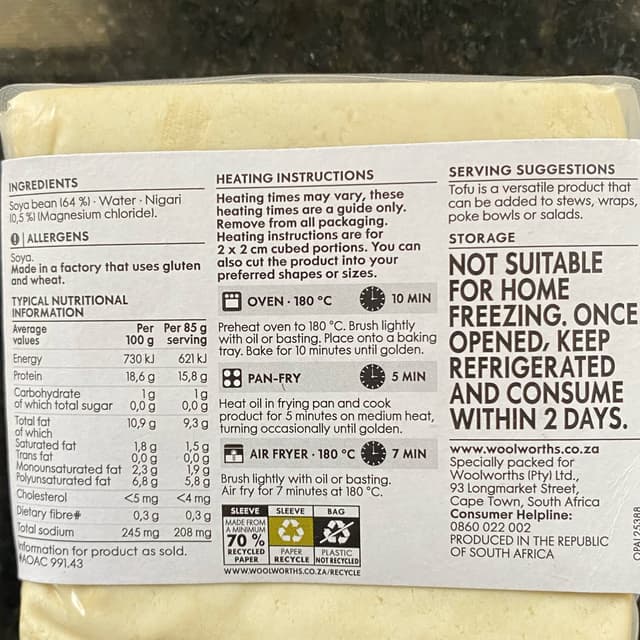 INGREDIENTS
Soya bean (64 %) · Water · Nigari
(0,5 %) (Magnesium chloride).
ALLERGENS
Soya.
Made in a factory that uses gluten
and wheat.
TYPICAL NUTRITIONAL
INFORMATION
Average values Per 100 g Per 85 g serving
Energy 730 kJ 621 kJ
Protein 18,6 g 15,8 g
Carbohydrate 1 g 1 g
of which total sugar 0,0 g 0,0 g
Total fat 10,9 g 9,3 g
of which
Saturated fat 1,8 g 1,5 g
Trans fat 0,0 g 0,0 g
Monounsaturated fat 2,3 g 1,9 g
Polyunsaturated fat 6,8 g 5,8 g
Cholesterol <5 mg <4 mg
Dietary fibre# 0,3 g 0,3 g
Total sodium 245 mg 208 mg
Information for product as sold.
#AOAC 991.43
HEATING INSTRUCTIONS
Heating times may vary, these
heating times are a guide only.
Remove from all packaging.
Heating instructions are for
2 x 2 cm cubed portions. You can
also cut the product into your
preferred shapes or sizes.
OVEN · 180 °C 10 MIN
Preheat oven to 180 °C. Brush lightly
with oil or basting. Place onto a baking
tray. Bake for 10 minutes until golden.
PAN-FRY 5 MIN
Heat oil in frying pan and cook
product for 5 minutes on medium heat,
turning occasionally until golden.
AIR FRYER · 180 °C 7 MIN
Brush lightly with oil or basting.
Air fry for 7 minutes at 180 °C.
SLEEVE SLEEVE BAG
MADE FROM
A MINIMUM
70 %
RECYCLED
PAPER
PAPER
RECYCLE
PLASTIC
NOT RECYCLED
WWW.WOOLWORTHS.CO.ZA/RECYCLE
SERVING SUGGESTIONS
Tofu is a versatile product that
can be added to stews, wraps,
poke bowls or salads.
STORAGE
NOT SUITABLE
FOR HOME
FREEZING. ONCE
OPENED, KEEP
REFRIGERATED
AND CONSUME
WITHIN 2 DAYS.
www.woolworths.co.za
Specially packed for
Woolworths (Pty) Ltd.,
93 Longmarket Street,
Cape Town, South Africa
Consumer Helpline:
0860 022 002
PRODUCED IN THE REPUBLIC
OF SOUTH AFRICA
OPAL25388